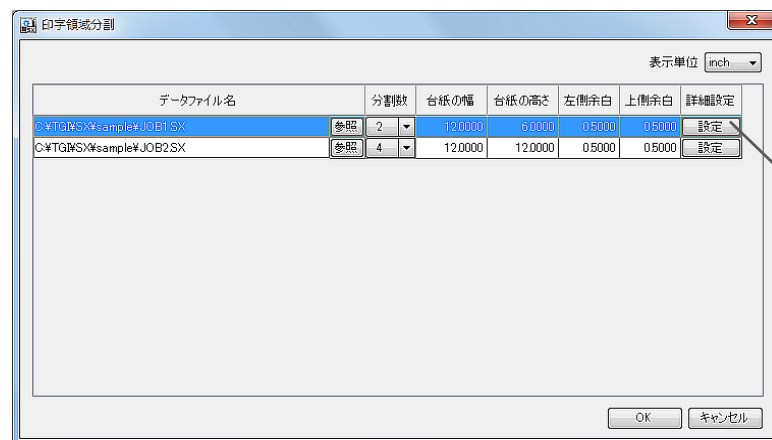 印字領域分割
表示単位 inch
データファイル名 分割数 台紙の幅 台紙の高さ 左側余白 上側余白 詳細設定
C:¥TGI¥SX¥sample¥JOB1.SX 参照 2 12.0000 6.0000 0.5000 0.5000 設定
C:¥TGI¥SX¥sample¥JOB2.SX 参照 4 12.0000 12.0000 0.5000 0.5000 設定
OK キャンセル